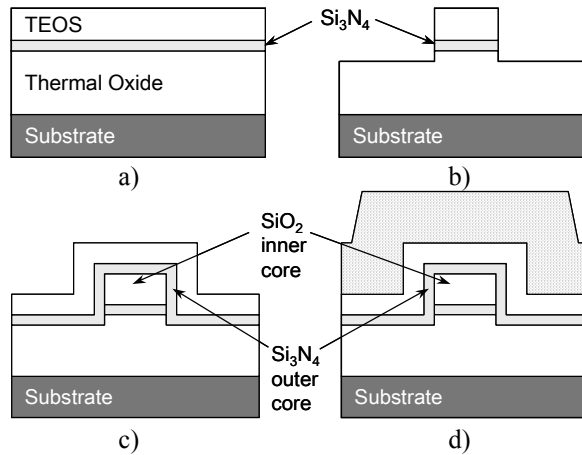 TEOS
Si3N4
Thermal Oxide
Substrate
Substrate
a)
b)
SiO2
inner
core
Si3N4
outer
core
Substrate
Substrate
c)
d)